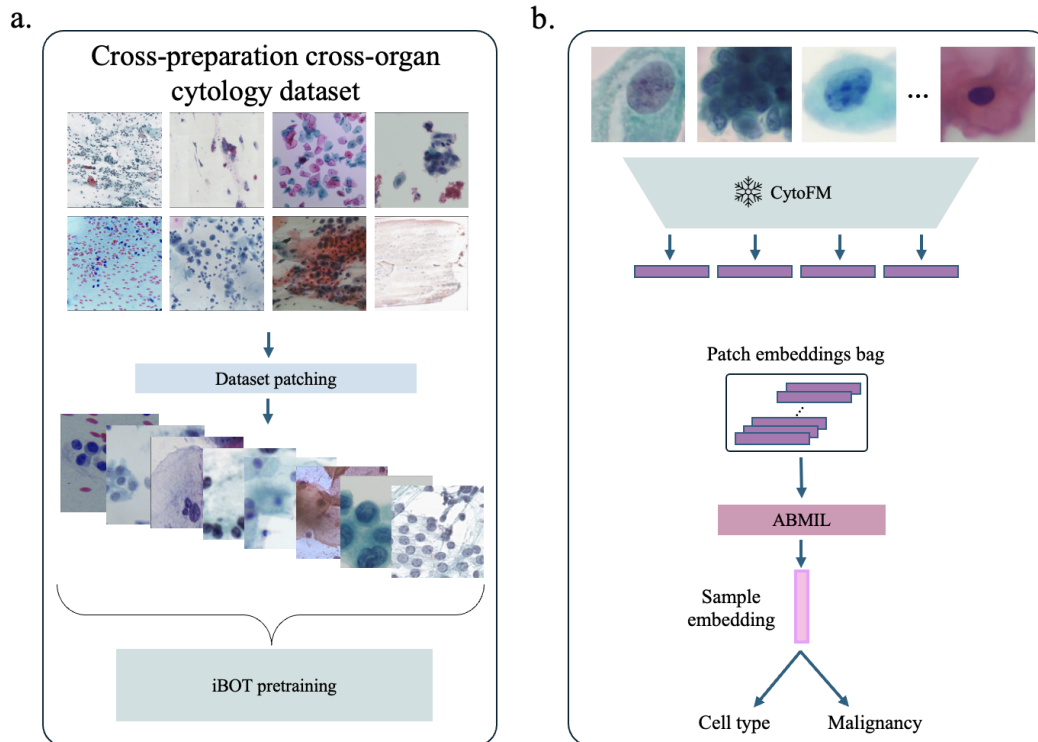 a.
Cross-preparation cross-organ
cytology dataset
Dataset patching
iBOT pretraining
b.
...
CytoFM
Patch embeddings bag
...
ABMIL
Sample
embedding
Cell type
Malignancy